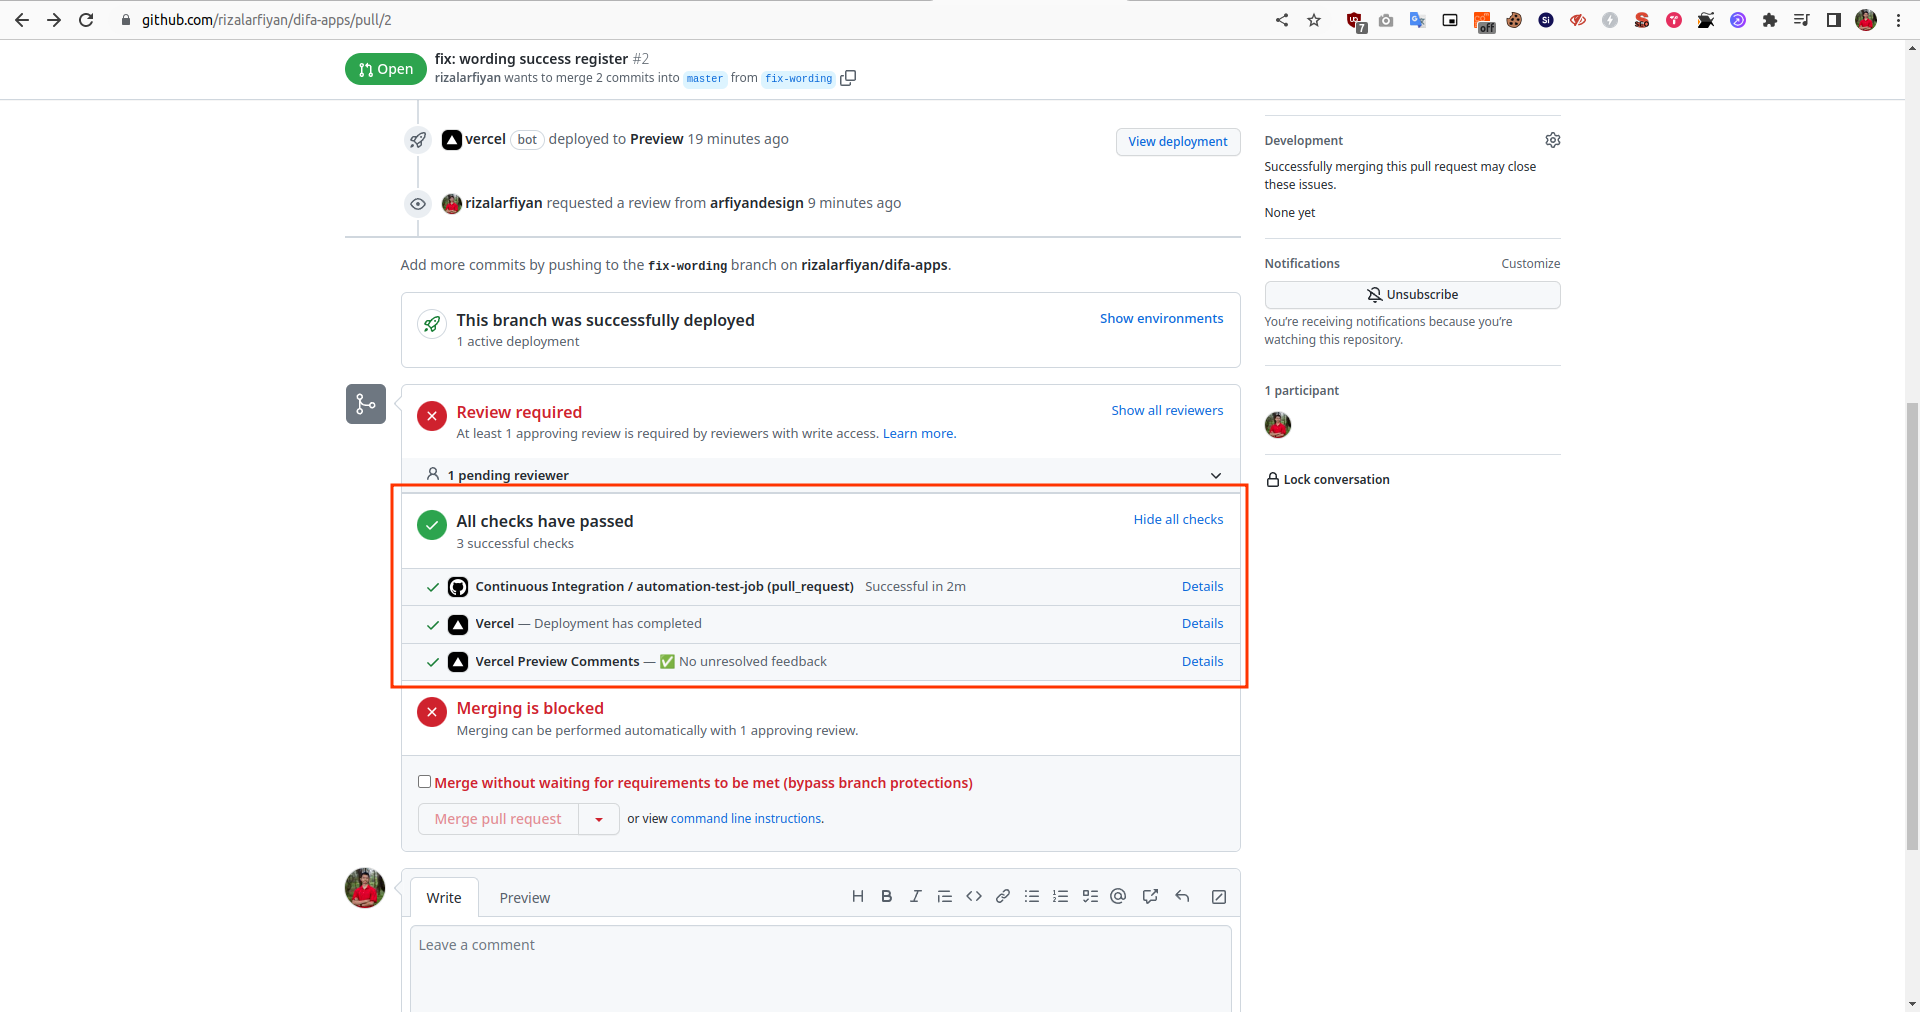 github.com/rizalarfiyan/difa-apps/pull/2
7
off
Si
SEO
Open
fix: wording success register #2
rizalarfiyan wants to merge 2 commits into master from fix-wording
vercel bot deployed to Preview 19 minutes ago
View deployment
rizalarfiyan requested a review from arfiyandesign 9 minutes ago
Add more commits by pushing to the fix-wording branch on rizalarfiyan/difa-apps.
This branch was successfully deployed
Show environments
1 active deployment
Review required
Show all reviewers
At least 1 approving review is required by reviewers with write access. Learn more.
1 pending reviewer
All checks have passed
Hide all checks
3 successful checks
Continuous Integration / automation-test-job (pull_request) Successful in 2m
Details
Vercel — Deployment has completed
Details
Vercel Preview Comments — ✅ No unresolved feedback
Details
Merging is blocked
Merging can be performed automatically with 1 approving review.
Merge without waiting for requirements to be met (bypass branch protections)
Merge pull request
or view command line instructions.
Write
Preview
Leave a comment
Development
Successfully merging this pull request may close
these issues.
None yet
Notifications
Customize
Unsubscribe
You're receiving notifications because you're
watching this repository.
1 participant
Lock conversation